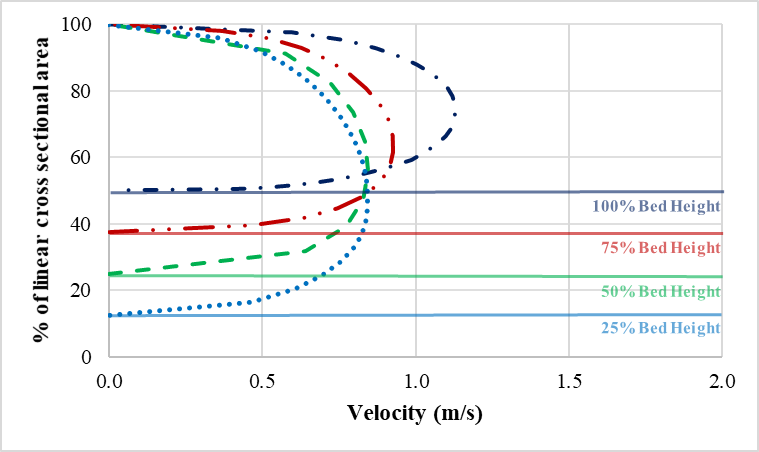 100
80
60
40
20
0
% of linear cross sectional area
100% Bed Height
75% Bed Height
50% Bed Height
25% Bed Height
0.0 0.5 1.0 1.5 2.0
Velocity (m/s)